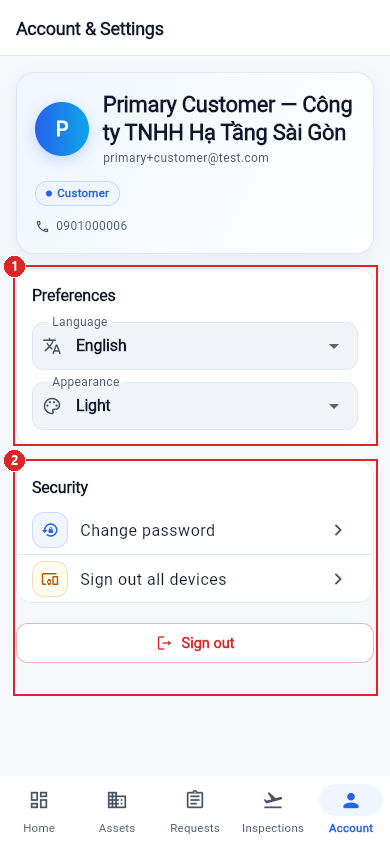 Account & Settings
P
Primary Customer — Công
ty TNHH Hạ Tầng Sài Gòn
primary+customer@test.com
Customer
0901000006
1
Preferences
Language
English
Appearance
Light
2
Security
Change password
Sign out all devices
Sign out
Home
Assets
Requests
Inspections
Account